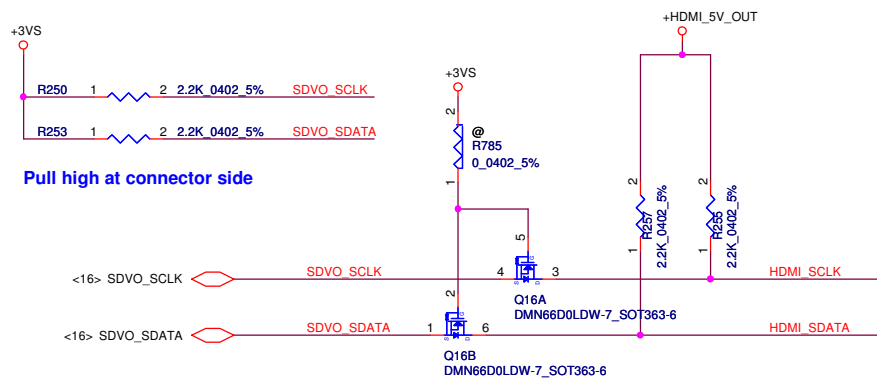 +3VS
R250 1 2 2.2K_0402_5% SDVO_SCLK
R253 1 2 2.2K_0402_5% SDVO_SDATA
Pull high at connector side
+3VS
2
@
R785
0_0402_5%
1
+HDMI_5V_OUT
2
R257
2.2K_0402_5%
1
2
R255
2.2K_0402_5%
1
<16> SDVO_SCLK SDVO_SCLK 4 5 3 HDMI_SCLK
S G D
Q16A
DMN66D0LDW-7_SOT363-6
<16> SDVO_SDATA SDVO_SDATA 1 2 6 HDMI_SDATA
S G D
Q16B
DMN66D0LDW-7_SOT363-6